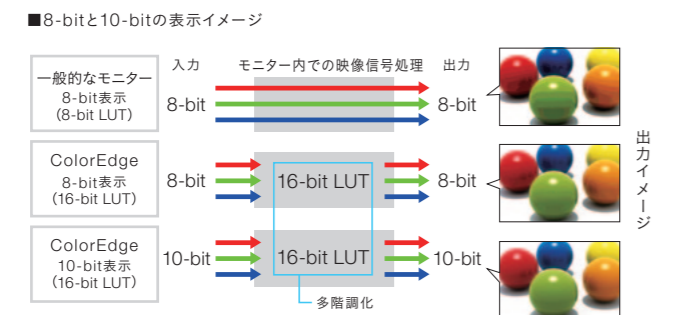 ■8-bitと10-bitの表示イメージ
入力
モニター内での映像信号処理
出力
一般的なモニター
8-bit表示
(8-bit LUT)
8-bit
8-bit
ColorEdge
8-bit表示
(16-bit LUT)
8-bit
16-bit LUT
8-bit
ColorEdge
10-bit表示
(16-bit LUT)
10-bit
16-bit LUT
10-bit
多階調化
出力イメージ